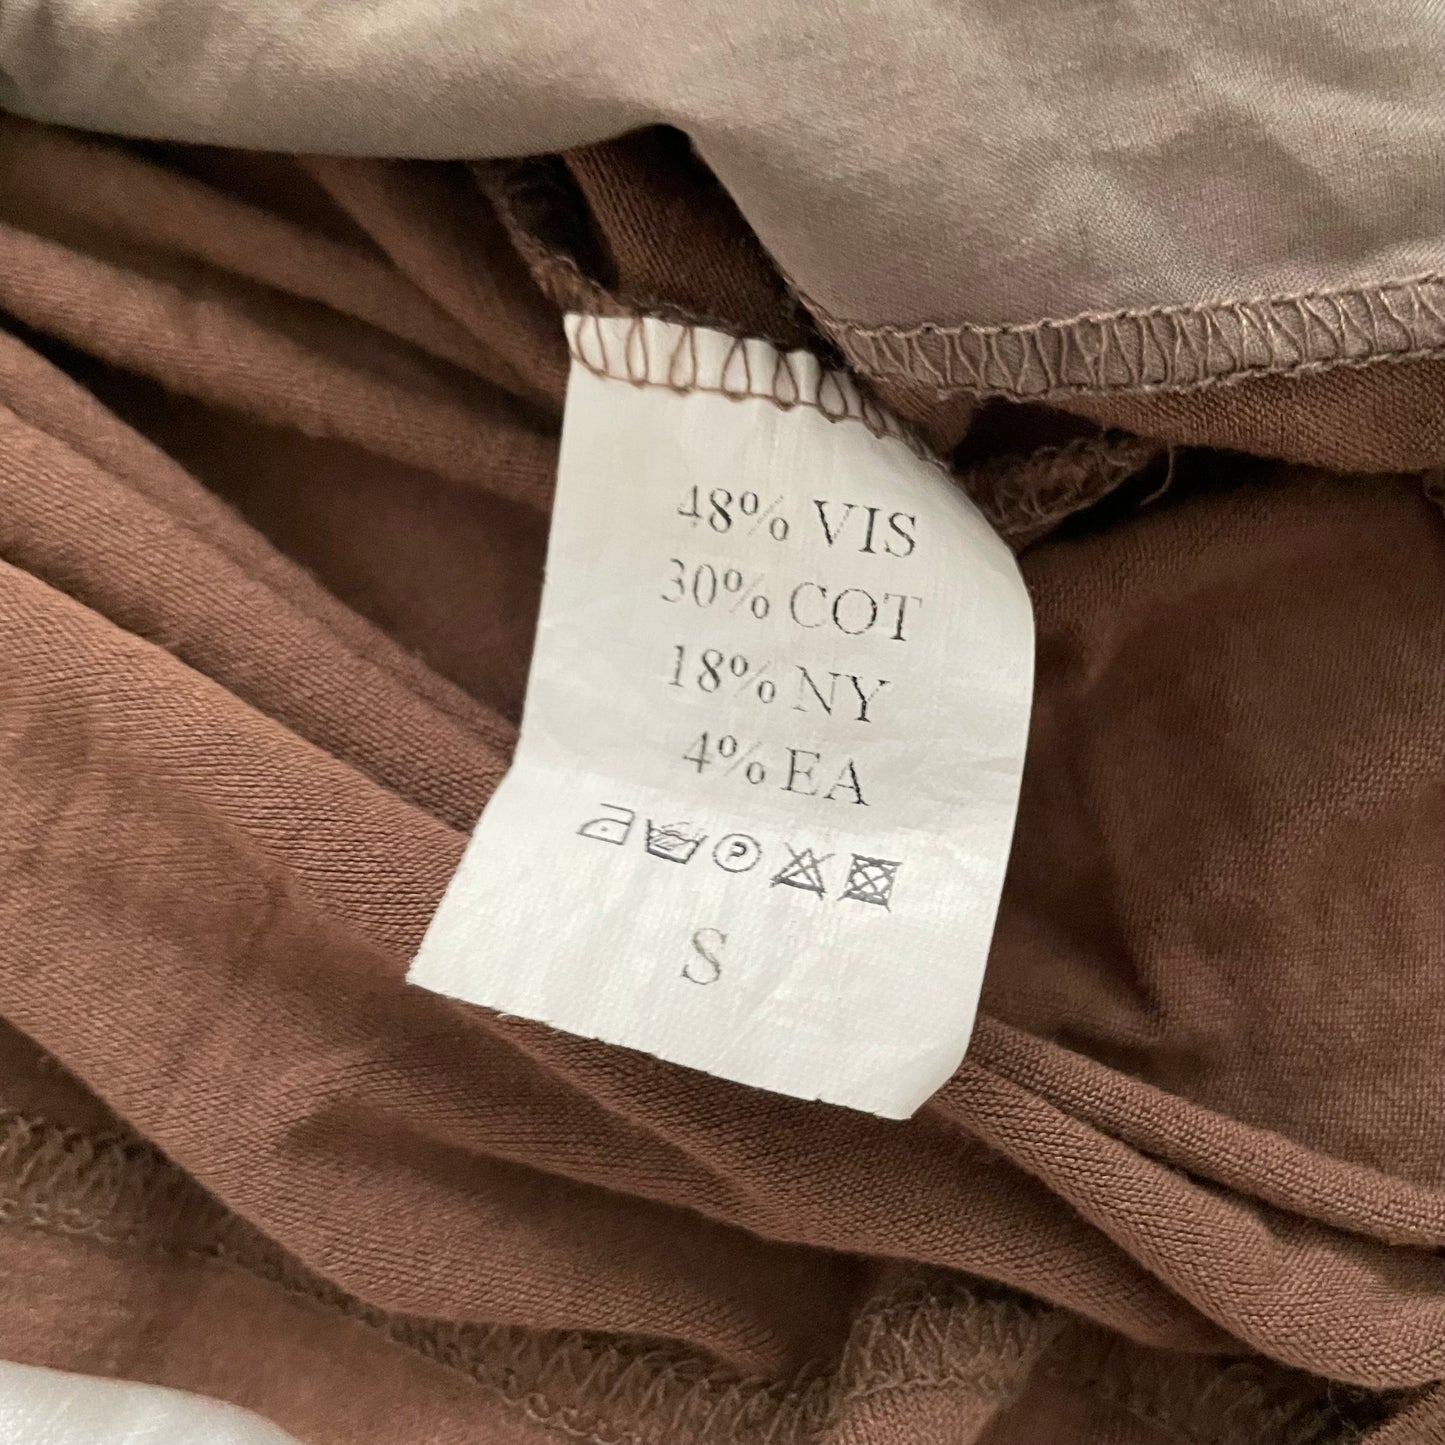 48% VIS
30% COT
18% NY
4% EA
P
S